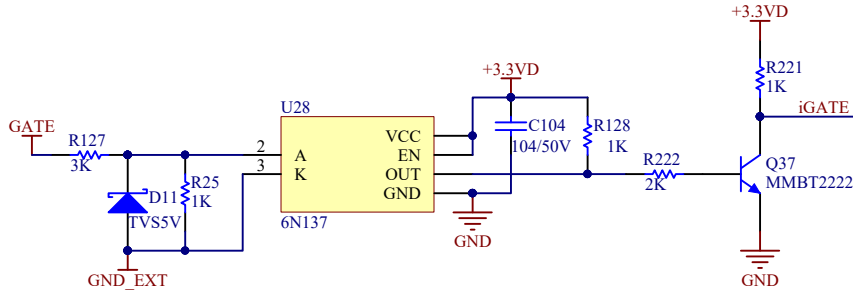 +3.3VD
+3.3VD
R221
1K
U28
iGATE
GATE
VCC
C104
R127
2
A
EN
104/50V
R128
3K
3
K
OUT
1K
R222
Q37
D11
R25
GND
2K
MMBT2222
TVS5V
1K
6N137
GND
GND_EXT
GND